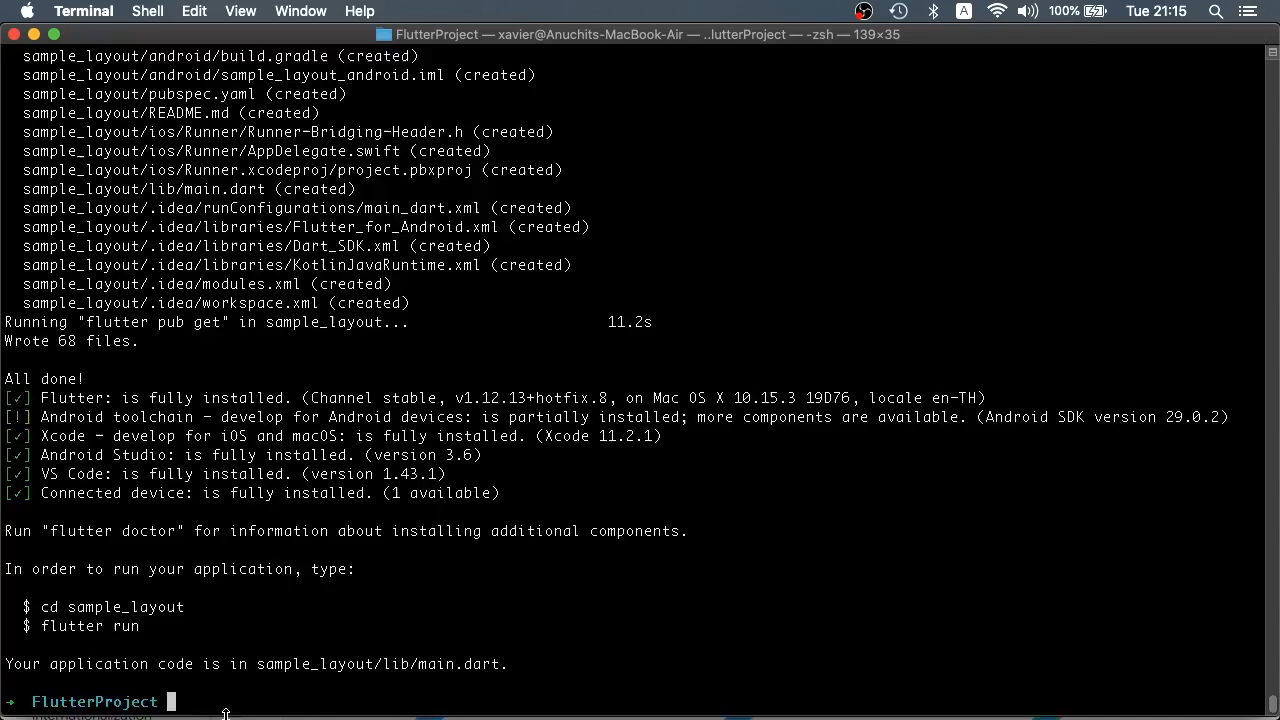 Terminal Shell Edit View Window Help A 100% Tue 21:15
FlutterProject — xavier@Anuchits-MacBook-Air — ..lutterProject — -zsh — 139×35
sample_layout/android/build.gradle (created)
sample_layout/android/sample_layout_android.iml (created)
sample_layout/pubspec.yaml (created)
sample_layout/README.md (created)
sample_layout/ios/Runner/Runner-Bridging-Header.h (created)
sample_layout/ios/Runner/AppDelegate.swift (created)
sample_layout/ios/Runner.xcodeproj/project.pbxproj (created)
sample_layout/lib/main.dart (created)
sample_layout/.idea/runConfigurations/main_dart.xml (created)
sample_layout/.idea/libraries/Flutter_for_Android.xml (created)
sample_layout/.idea/libraries/Dart_SDK.xml (created)
sample_layout/.idea/libraries/KotlinJavaRuntime.xml (created)
sample_layout/.idea/modules.xml (created)
sample_layout/.idea/workspace.xml (created)
Running "flutter pub get" in sample_layout... 11.2s
Wrote 68 files.
All done!
[✓] Flutter: is fully installed. (Channel stable, v1.12.13+hotfix.8, on Mac OS X 10.15.3 19D76, locale en-TH)
[!] Android toolchain - develop for Android devices: is partially installed; more components are available. (Android SDK version 29.0.2)
[✓] Xcode - develop for iOS and macOS: is fully installed. (Xcode 11.2.1)
[✓] Android Studio: is fully installed. (version 3.6)
[✓] VS Code: is fully installed. (version 1.43.1)
[✓] Connected device: is fully installed. (1 available)
Run "flutter doctor" for information about installing additional components.
In order to run your application, type:
$ cd sample_layout
$ flutter run
Your application code is in sample_layout/lib/main.dart.
→ FlutterProject
internationalization